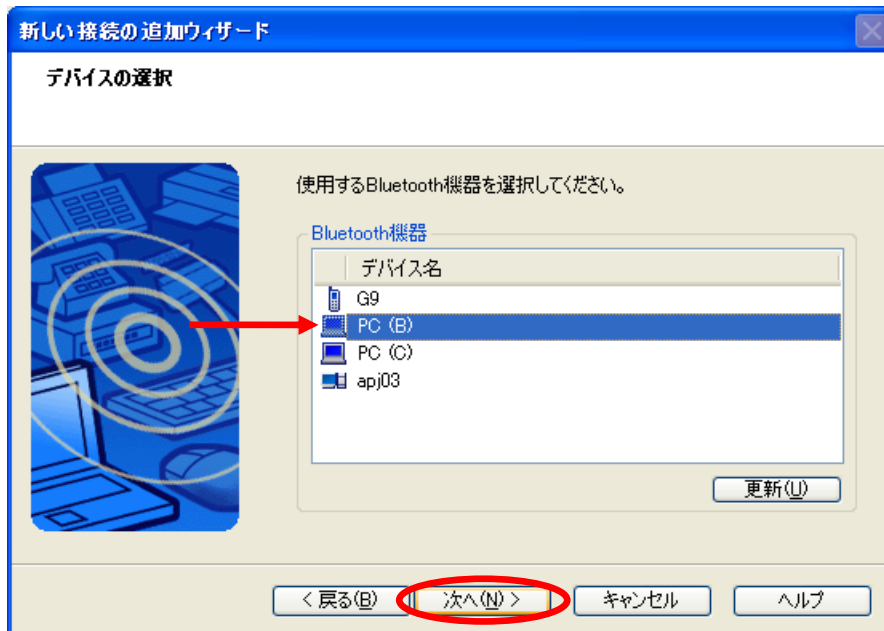 新しい接続の追加ウィザード
デバイスの選択
使用するBluetooth機器を選択してください。
Bluetooth機器
デバイス名
G9
PC (B)
PC (C)
apj03
更新(U)
< 戻る(B) 次へ(N) > キャンセル ヘルプ